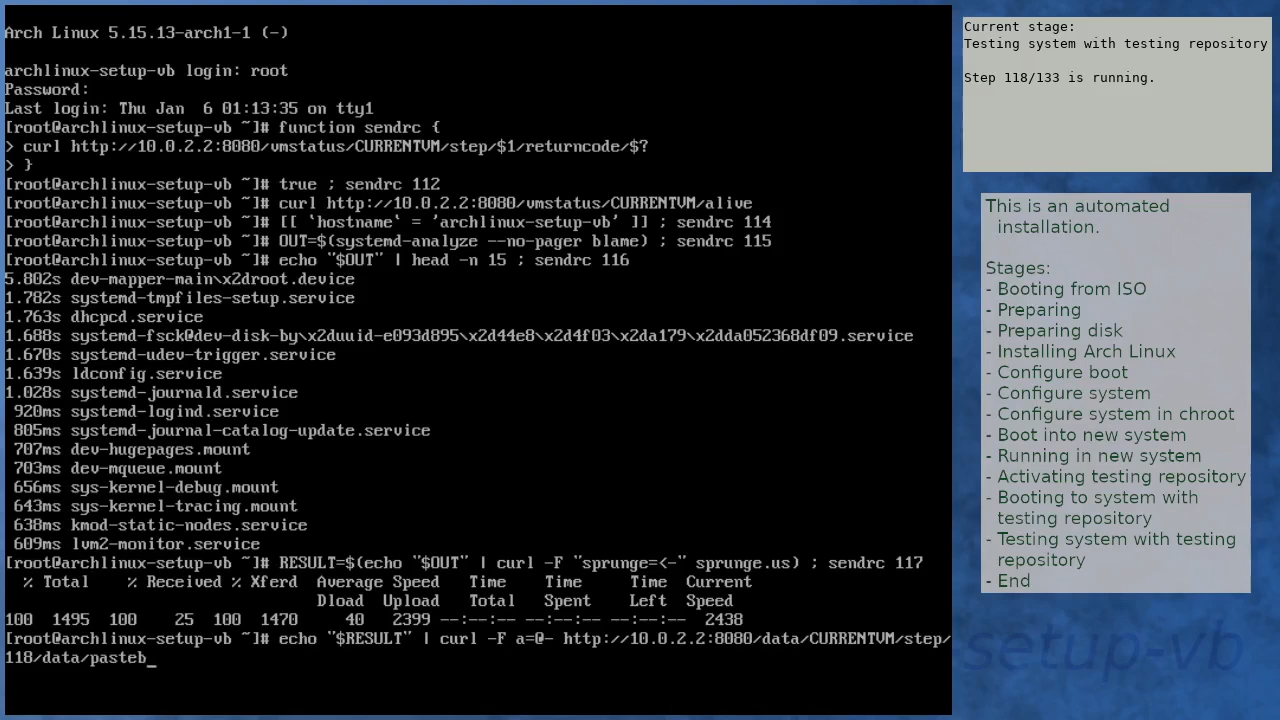 Arch Linux 5.15.13-arch1-1 (-)
archlinux-setup-vb login: root
Password:
Last login: Thu Jan  6 01:13:35 on tty1
[root@archlinux-setup-vb ~]# function sendrc {
> curl http://10.0.2.2:8080/vmstatus/CURRENTVM/step/$1/returncode/$?
> }
[root@archlinux-setup-vb ~]# true ; sendrc 112
[root@archlinux-setup-vb ~]# curl http://10.0.2.2:8080/vmstatus/CURRENTVM/alive
[root@archlinux-setup-vb ~]# [[ `hostname` = 'archlinux-setup-vb' ]] ; sendrc 114
[root@archlinux-setup-vb ~]# OUT=$(systemd-analyze --no-pager blame) ; sendrc 115
[root@archlinux-setup-vb ~]# echo "$OUT" | head -n 15 ; sendrc 116
5.802s dev-mapper-main\x2droot.device
1.782s systemd-tmpfiles-setup.service
1.763s dhcpcd.service
1.688s systemd-fsck@dev-disk-by\x2duuid-e093d895\x2d44e8\x2d4f03\x2da179\x2dda052368df09.service
1.670s systemd-udev-trigger.service
1.639s ldconfig.service
1.028s systemd-journald.service
 920ms systemd-logind.service
 805ms systemd-journal-catalog-update.service
 707ms dev-hugepages.mount
 703ms dev-mqueue.mount
 656ms sys-kernel-debug.mount
 643ms sys-kernel-tracing.mount
 638ms kmod-static-nodes.service
 609ms lvm2-monitor.service
[root@archlinux-setup-vb ~]# RESULT=$(echo "$OUT" | curl -F "sprunge=<-" sprunge.us) ; sendrc 117
  % Total    % Received % Xferd  Average Speed   Time    Time     Time  Current
                                 Dload  Upload   Total   Spent    Left  Speed
100  1495  100    25  100  1470     40   2399 --:--:-- --:--:-- --:--:--  2438
[root@archlinux-setup-vb ~]# echo "$RESULT" | curl -F a=@- http://10.0.2.2:8080/data/CURRENTVM/step/
118/data/pasteb_
Current stage:
Testing system with testing repository
Step 118/133 is running.
This is an automated
installation.
Stages:
- Booting from ISO
- Preparing
- Preparing disk
- Installing Arch Linux
- Configure boot
- Configure system
- Configure system in chroot
- Boot into new system
- Running in new system
- Activating testing repository
- Booting to system with
testing repository
- Testing system with testing
repository
- End
setup-vb